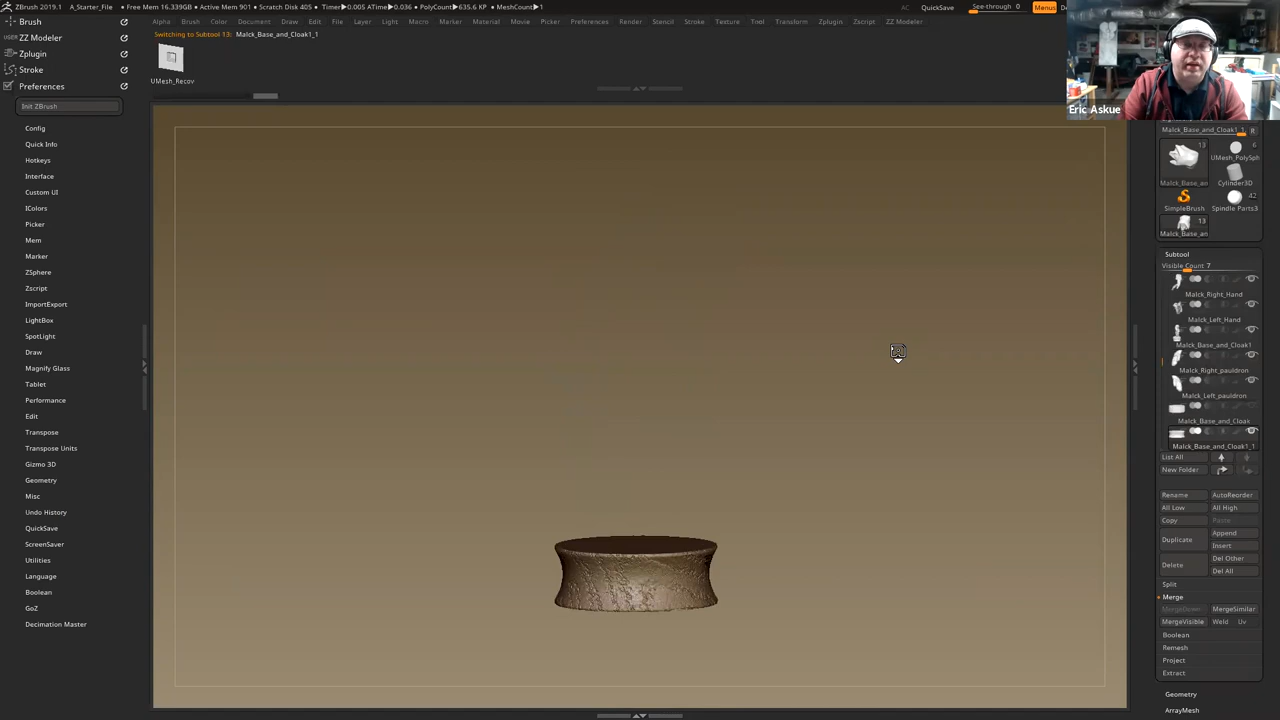 ZBrush 2019.1 A_Starter_File • Free Mem 16.339GB • Active Mem 901 • Scratch Disk 405 • Timer▶0.005 ATime▶0.036 • PolyCount▶635.6 KP • MeshCount▶1
AC QuickSave See-through 0 Menus
Brush
Alpha Brush Color Document Draw Edit File Layer Light Macro Marker Material Movie Picker Preferences Render Stencil Stroke Texture Tool Transform Zplugin Zscript ZZ Modeler
Switching to Subtool 13: Malck_Base_and_Cloak1_1
UMesh_Recov
ZZ Modeler
Zplugin
Stroke
Preferences
Init ZBrush
Config
Quick Info
Hotkeys
Interface
Custom UI
IColors
Picker
Mem
Marker
ZSphere
Zscript
ImportExport
LightBox
SpotLight
Draw
Magnify Glass
Tablet
Performance
Edit
Transpose
Transpose Units
Gizmo 3D
Geometry
Misc
Undo History
QuickSave
ScreenSaver
Utilities
Language
Boolean
GoZ
Decimation Master
Eric Askue
Malck_Base_and_Cloak1_1 R
13 6
UMesh_PolySph
Malck_Base_an Cylinder3D
42
SimpleBrush Spindle Parts3
13
Malck_Base_an
Subtool
Visible Count 7
Malck_Right_Hand
Malck_Left_Hand
Malck_Base_and_Cloak1
Malck_Right_pauldron
Malck_Left_pauldron
Malck_Base_and_Cloak
Malck_Base_and_Cloak1_1
List All
New Folder
Rename AutoReorder
All Low All High
Copy Paste
Duplicate Append
Insert
Delete Del Other
Del All
Split
Merge
MergeDown MergeSimilar
MergeVisible Weld Uv
Boolean
Remesh
Project
Extract
Geometry
ArrayMesh